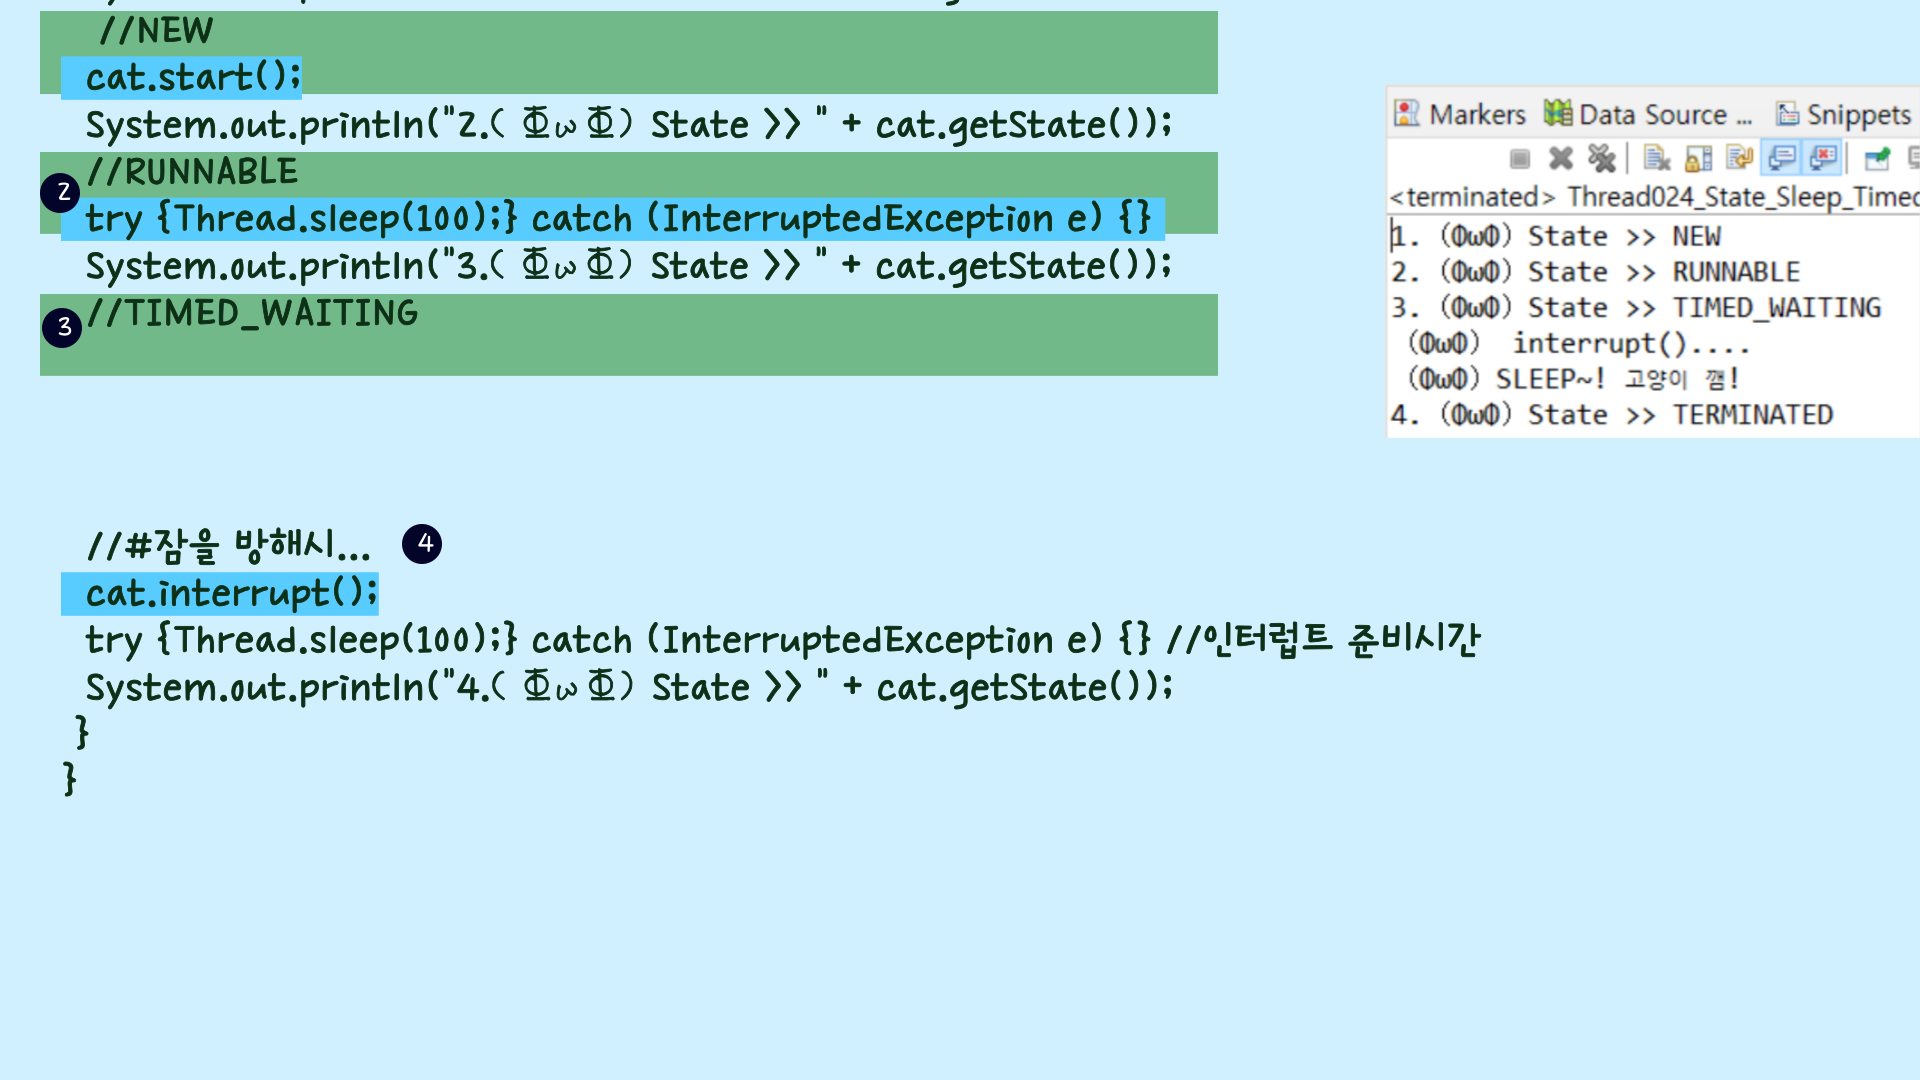 //NEW
cat.start();
System.out.println("2.( ΦωΦ) State >> " + cat.getState());
//RUNNABLE
2
try {Thread.sleep(100);} catch (InterruptedException e) {}
System.out.println("3.( ΦωΦ) State >> " + cat.getState());
//TIMED_WAITING
3
//#잠을 방해시... 4
cat.interrupt();
try {Thread.sleep(100);} catch (InterruptedException e) {} //인터럽트 준비시간
System.out.println("4.( ΦωΦ) State >> " + cat.getState());
}
}
Markers Data Source ... Snippets
<terminated> Thread024_State_Sleep_Timed
1. (ΦωΦ) State >> NEW
2. (ΦωΦ) State >> RUNNABLE
3. (ΦωΦ) State >> TIMED_WAITING
(ΦωΦ) interrupt()....
(ΦωΦ) SLEEP~! 고양이 깸!
4. (ΦωΦ) State >> TERMINATED